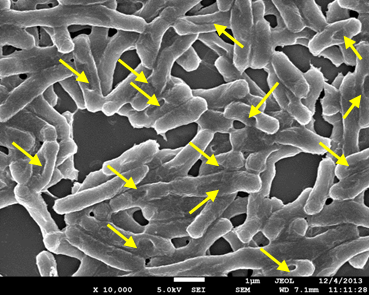 1µm JEOL 12/4/2013
X 10,000 5.0kV SEI SEM WD 7.1mm 11:11:28